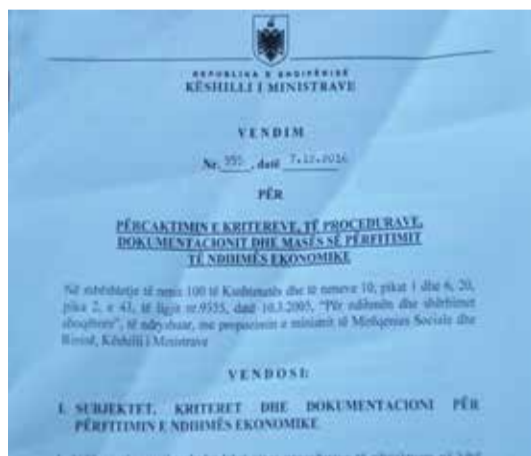 REPUBLIKA E SHQIPËRISË
KËSHILLI I MINISTRAVE
VENDIM
Nr. 955, datë 7.12.2016
PËR
PËRCAKTIMIN E KRITEREVE, TË PROCEDURAVE,
DOKUMENTACIONIT DHE MASËS SË PËRFITIMIT
TË NDIHMËS EKONOMIKE
Në mbështetje të nenit 100 të Kushtetutës dhe të neneve 10, pikat 1 dhe 6, 20,
pika 2, e 43, të ligjit nr.9355, datë 10.3.2005, "Për ndihmën dhe shërbimet
shoqërore", të ndryshuar, me propozimin e ministrit të Mirëqenies Sociale dhe
Rinisë, Këshilli i Ministrave
VENDOSI:
I. SUBJEKTET, KRITERET DHE DOKUMENTACIONI PËR
PËRFITIMIN E NDIHMËS EKONOMIKE